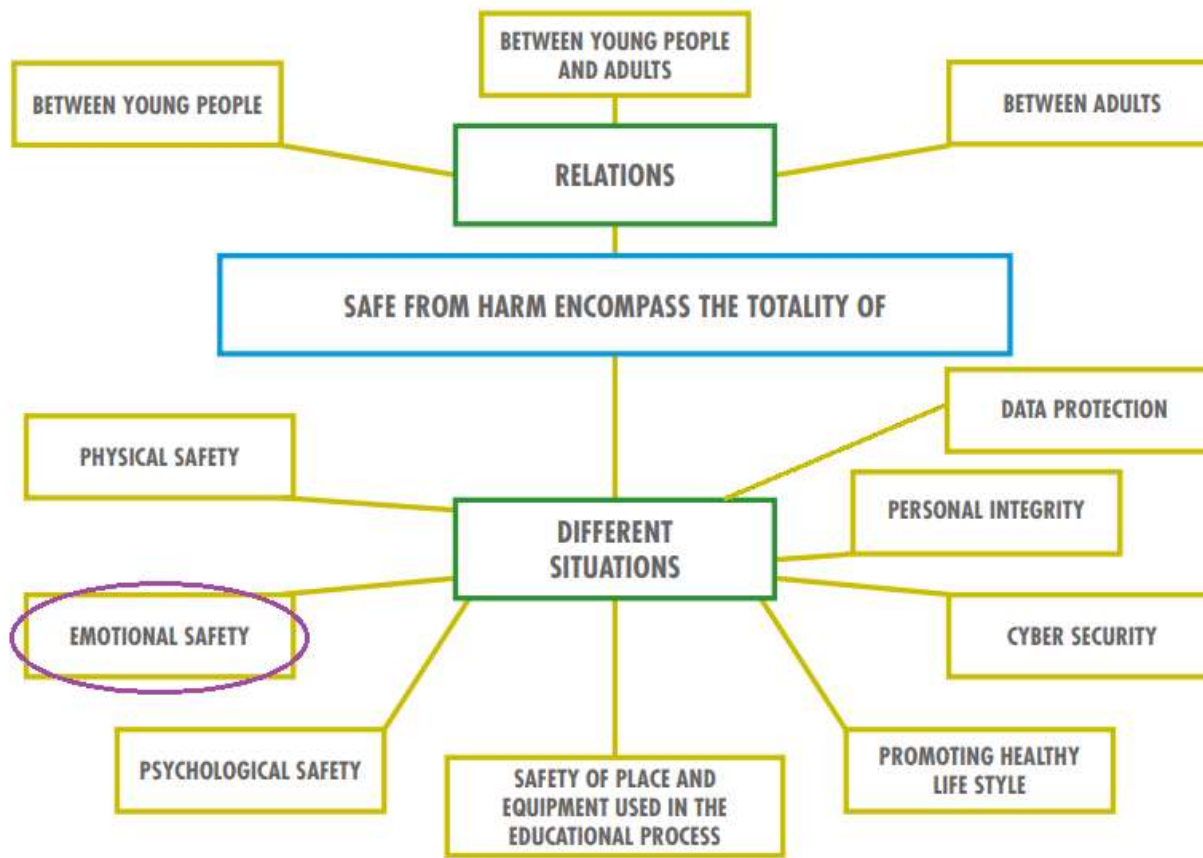 BETWEEN YOUNG PEOPLE
AND ADULTS
BETWEEN YOUNG PEOPLE
BETWEEN ADULTS
RELATIONS
SAFE FROM HARM ENCOMPASS THE TOTALITY OF
DATA PROTECTION
PHYSICAL SAFETY
PERSONAL INTEGRITY
DIFFERENT
SITUATIONS
EMOTIONAL SAFETY
CYBER SECURITY
PSYCHOLOGICAL SAFETY
SAFETY OF PLACE AND
EQUIPMENT USED IN THE
EDUCATIONAL PROCESS
PROMOTING HEALTHY
LIFE STYLE